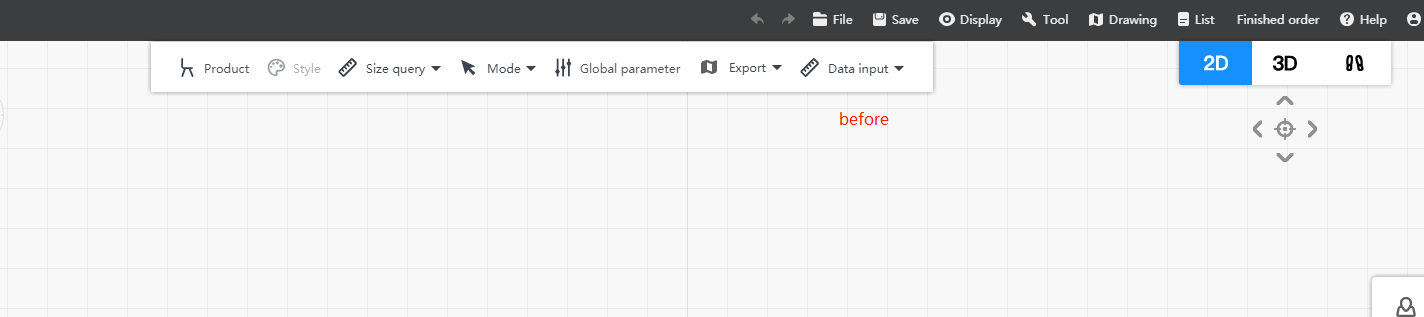 File Save Display Tool Drawing List Finished order Help
Product Style Size query Mode Global parameter Export Data input 2D 3D
before